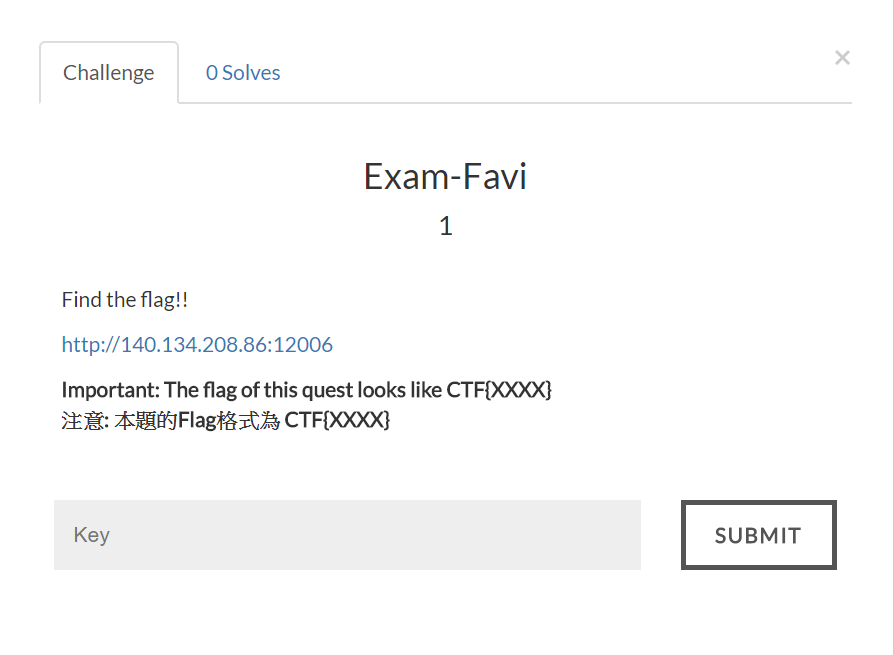 Challenge
0 Solves
×
Exam-Favi
1
Find the flag!!
http://140.134.208.86:12006
Important: The flag of this quest looks like CTF{XXXX}
注意: 本題的Flag格式為 CTF{XXXX}
Key
SUBMIT